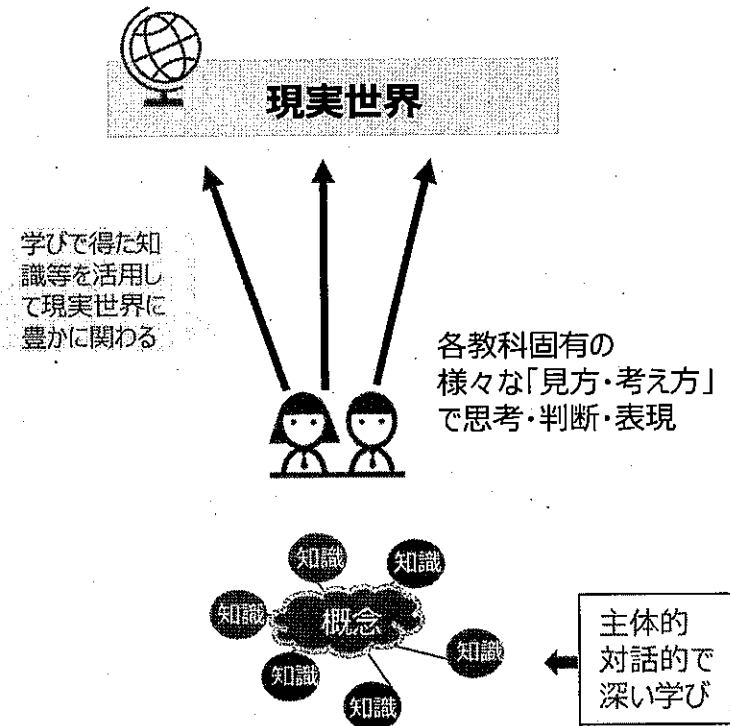 現実世界
学びで得た知
識等を活用し
て現実世界に
豊かに関わる
各教科固有の
様々な「見方・考え方」
で思考・判断・表現
知識
知識
知識
概念
知識
知識
知識
主体的
対話的で
深い学び